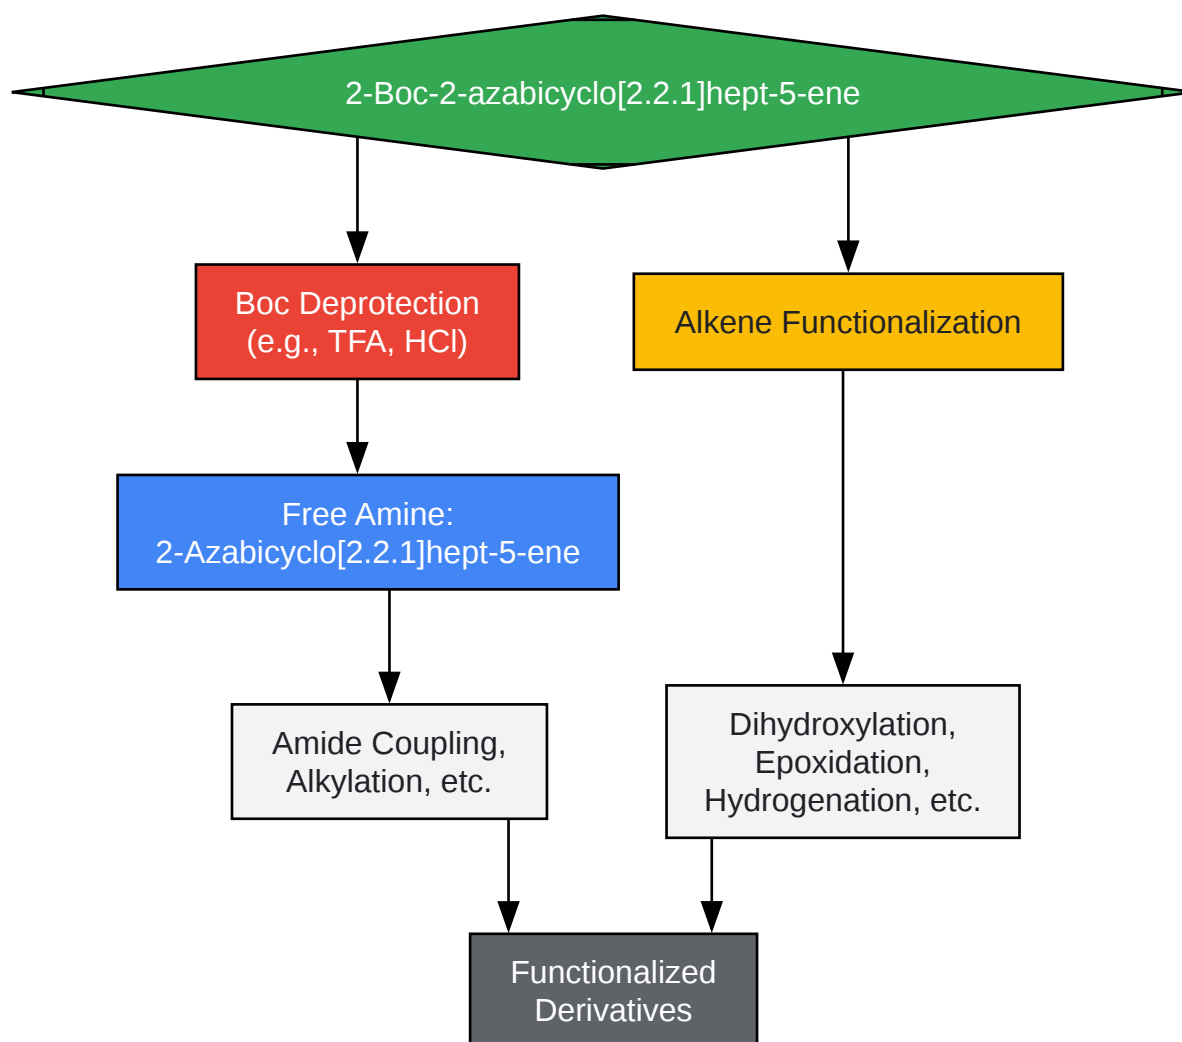 2-Boc-2-azabicyclo[2.2.1]hept-5-ene
Boc Deprotection
(e.g., TFA, HCl)
Alkene Functionalization
Free Amine:
2-Azabicyclo[2.2.1]hept-5-ene
Amide Coupling,
Alkylation, etc.
Dihydroxylation,
Epoxidation,
Hydrogenation, etc.
Functionalized
Derivatives